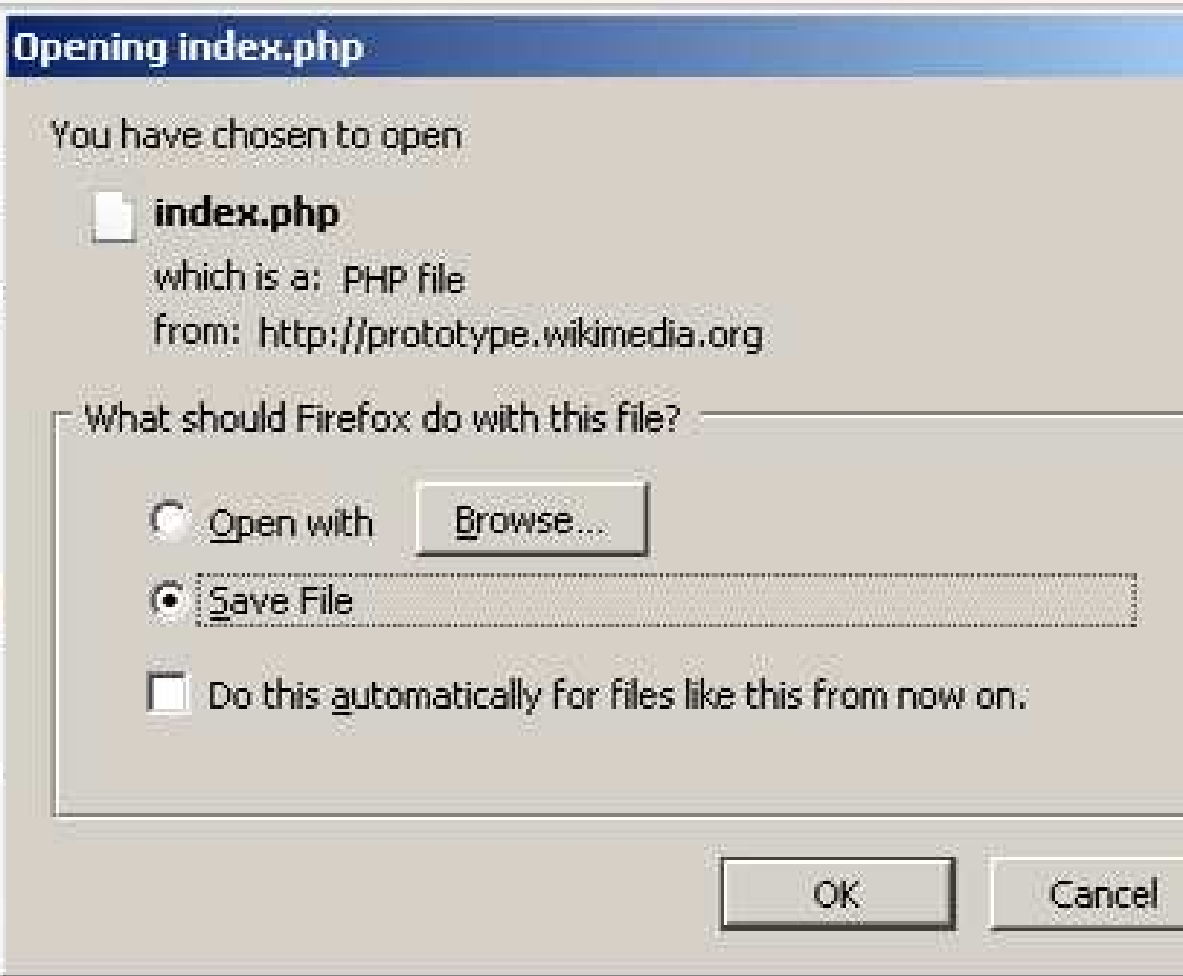 Opening index.php
You have chosen to open
index.php
which is a: PHP file
from: http://prototype.wikimedia.org
What should Firefox do with this file?
Open with Browse...
Save File
Do this automatically for files like this from now on.
OK Cancel